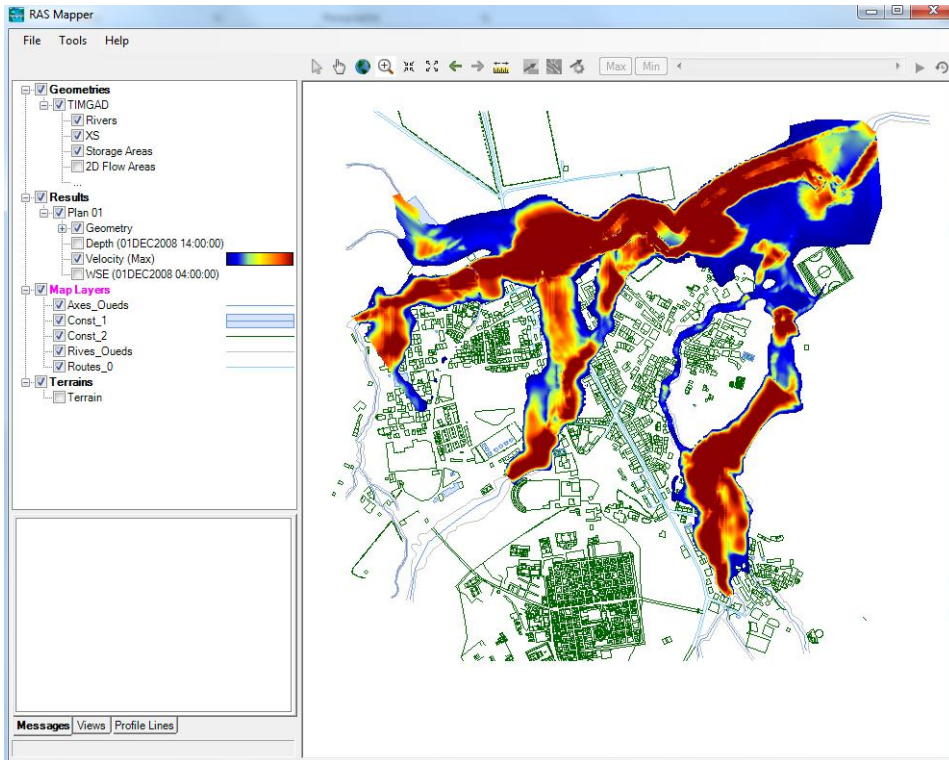 RAS Mapper
File Tools Help
Max Min
Geometries
TIMGAD
Rivers
XS
Storage Areas
2D Flow Areas
...
Results
Plan 01
Geometry
Depth (01DEC2008 14:00:00)
Velocity (Max)
WSE (01DEC2008 04:00:00)
Map Layers
Axes_Oueds
Const_1
Const_2
Rives_Oueds
Routes_0
Terrains
Terrain
Messages Views Profile Lines